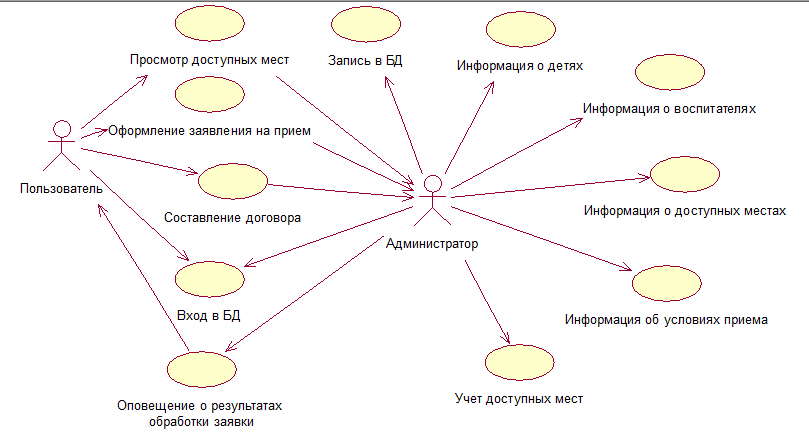 Просмотр доступных мест
Запись в БД
Информация о детях
Информация о воспитателях
Оформление заявления на прием
Пользователь
Составление договора
Информация о доступных местах
Администратор
Вход в БД
Информация об условиях приема
Оповещение о результатах
обработки заявки
Учет доступных мест